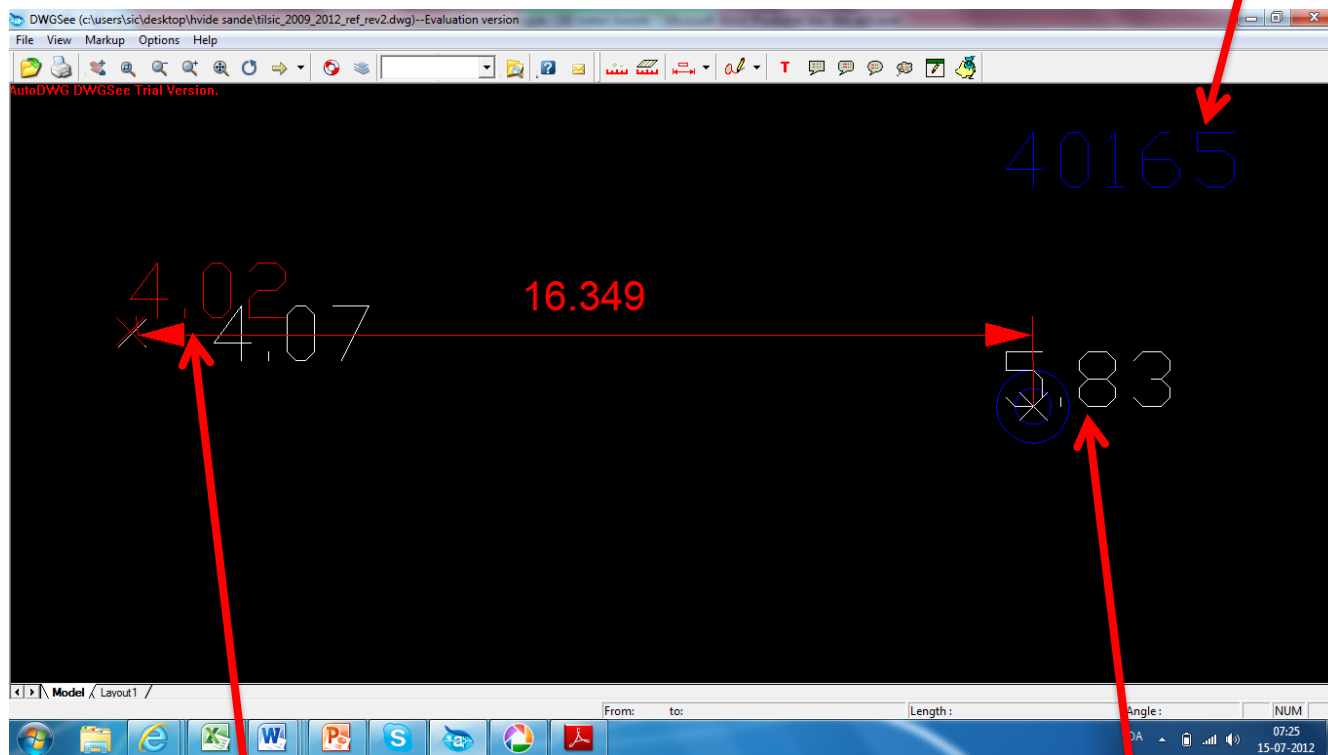 DWGSee (c:\users\sic\desktop\hvide sande\tilsic_2009_2012_ref_rev2.dwg)--Evaluation version
File View Markup Options Help
T
AutoDWG DWGSee Trial Version.
40165
4.02
16.349
4.07
5.83
Model Layout1
From: to: Length : Angle : NUM
DA 07:25
15-07-2012